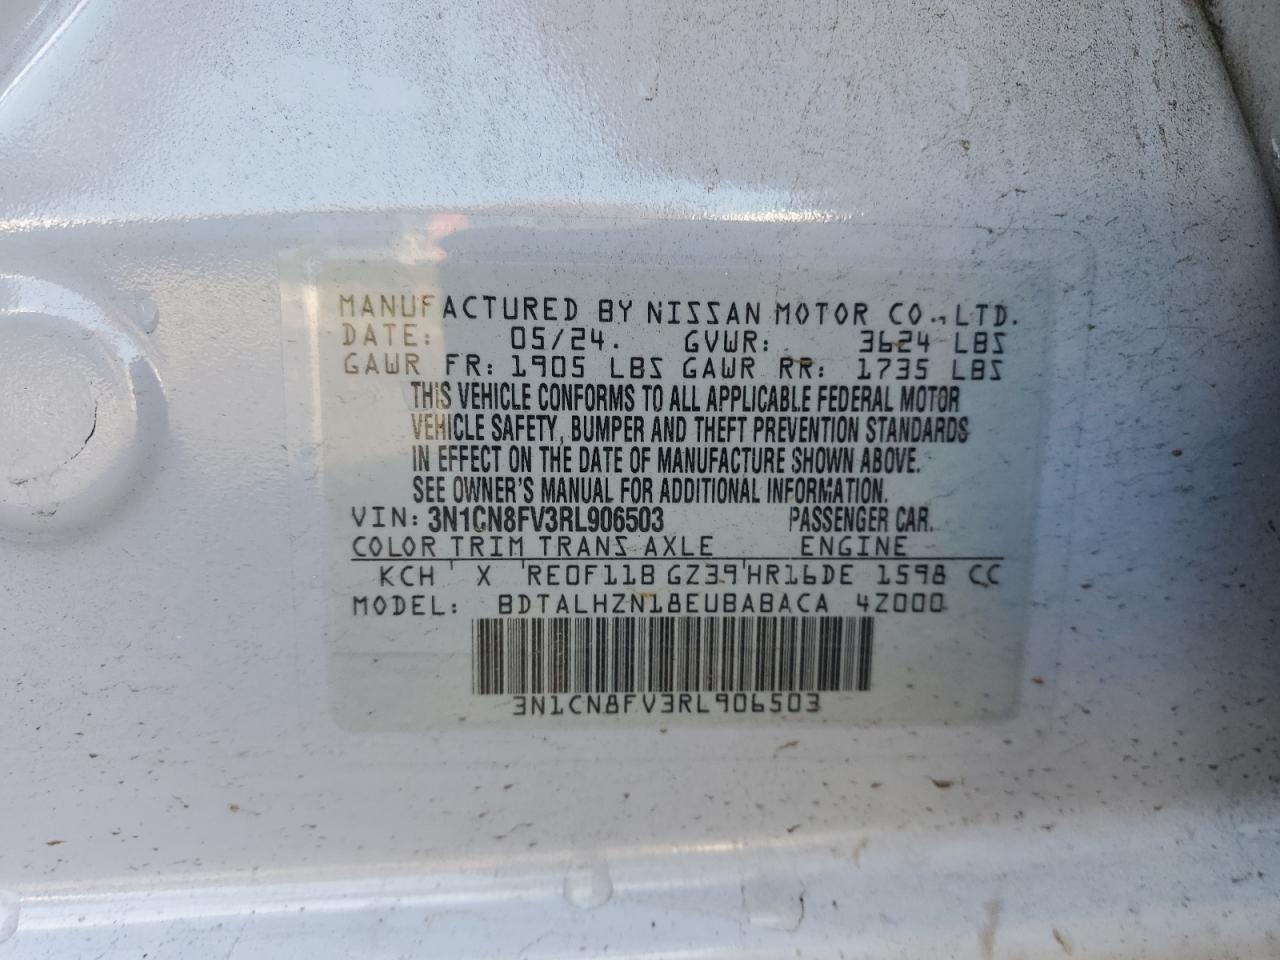 MANUFACTURED BY NISSAN MOTOR CO., LTD.
DATE: 05/24. GVWR: 3624 LBS
GAWR FR: 1905 LBS GAWR RR: 1735 LBS
THIS VEHICLE CONFORMS TO ALL APPLICABLE FEDERAL MOTOR
VEHICLE SAFETY, BUMPER AND THEFT PREVENTION STANDARDS
IN EFFECT ON THE DATE OF MANUFACTURE SHOWN ABOVE.
SEE OWNER'S MANUAL FOR ADDITIONAL INFORMATION.
VIN: 3N1CN8FV3RL906503 PASSENGER CAR.
COLOR TRIM TRANS AXLE ENGINE
KCH ' X 'RE0F11B GZ39'HR16DE 1598 CC
MODEL: BDTALHZN18EUBABACA 4Z000
3N1CN8FV3RL906503